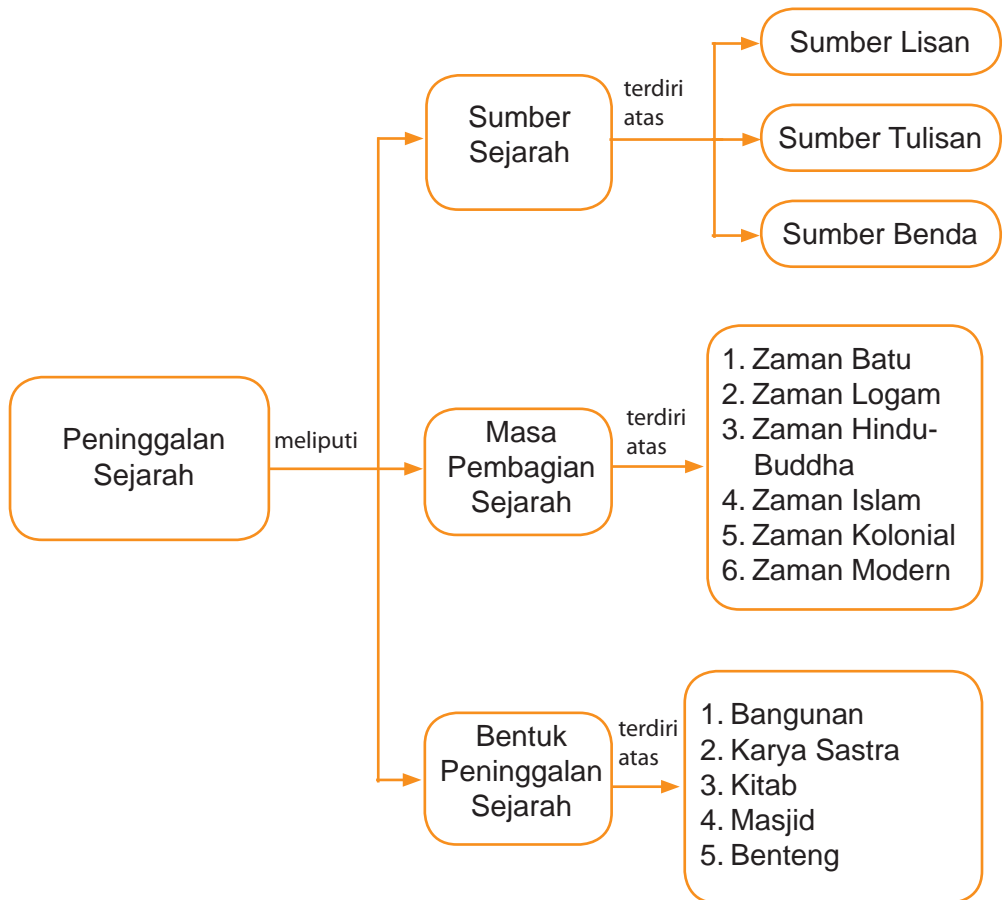 Peninggalan
Sejarah
meliputi
Sumber
Sejarah
terdiri
atas
Sumber Lisan
Sumber Tulisan
Sumber Benda
Masa
Pembagian
Sejarah
terdiri
atas
1. Zaman Batu
2. Zaman Logam
3. Zaman Hindu-
Buddha
4. Zaman Islam
5. Zaman Kolonial
6. Zaman Modern
Bentuk
Peninggalan
Sejarah
terdiri
atas
1. Bangunan
2. Karya Sastra
3. Kitab
4. Masjid
5. Benteng